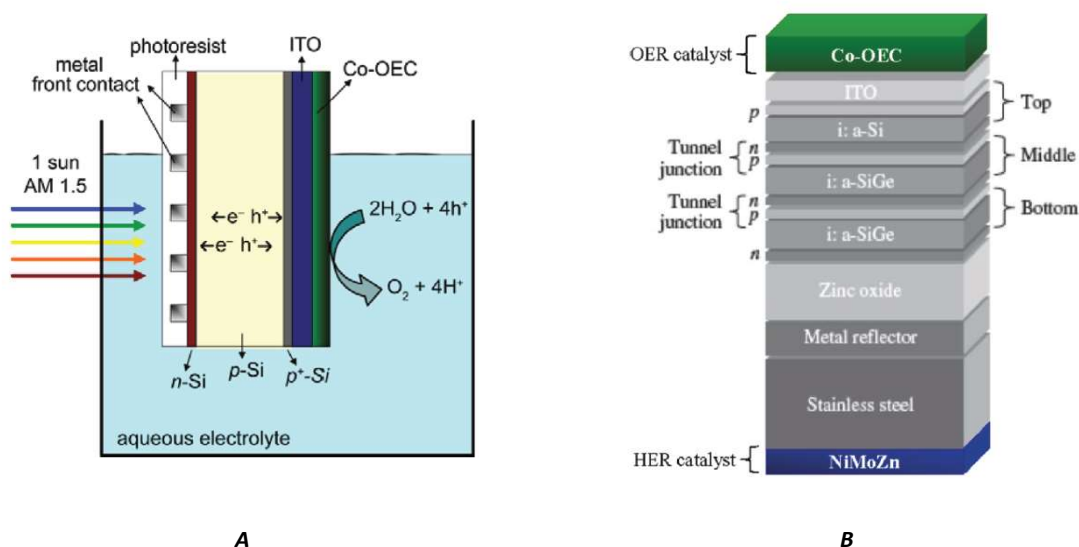 photoresist
ITO
metal
front contact
Co-OEC
1 sun
AM 1.5
e⁻ h⁺
e⁻ h⁺
2H₂O + 4h⁺
O₂ + 4H⁺
n-Si
p-Si
p⁺-Si
aqueous electrolyte
A
OER catalyst
Co-OEC
ITO
p
Top
i: a-Si
Tunnel
junction
n
p
Middle
i: a-SiGe
Tunnel
junction
n
p
Bottom
i: a-SiGe
n
Zinc oxide
Metal reflector
Stainless steel
HER catalyst
NiMoZn
B